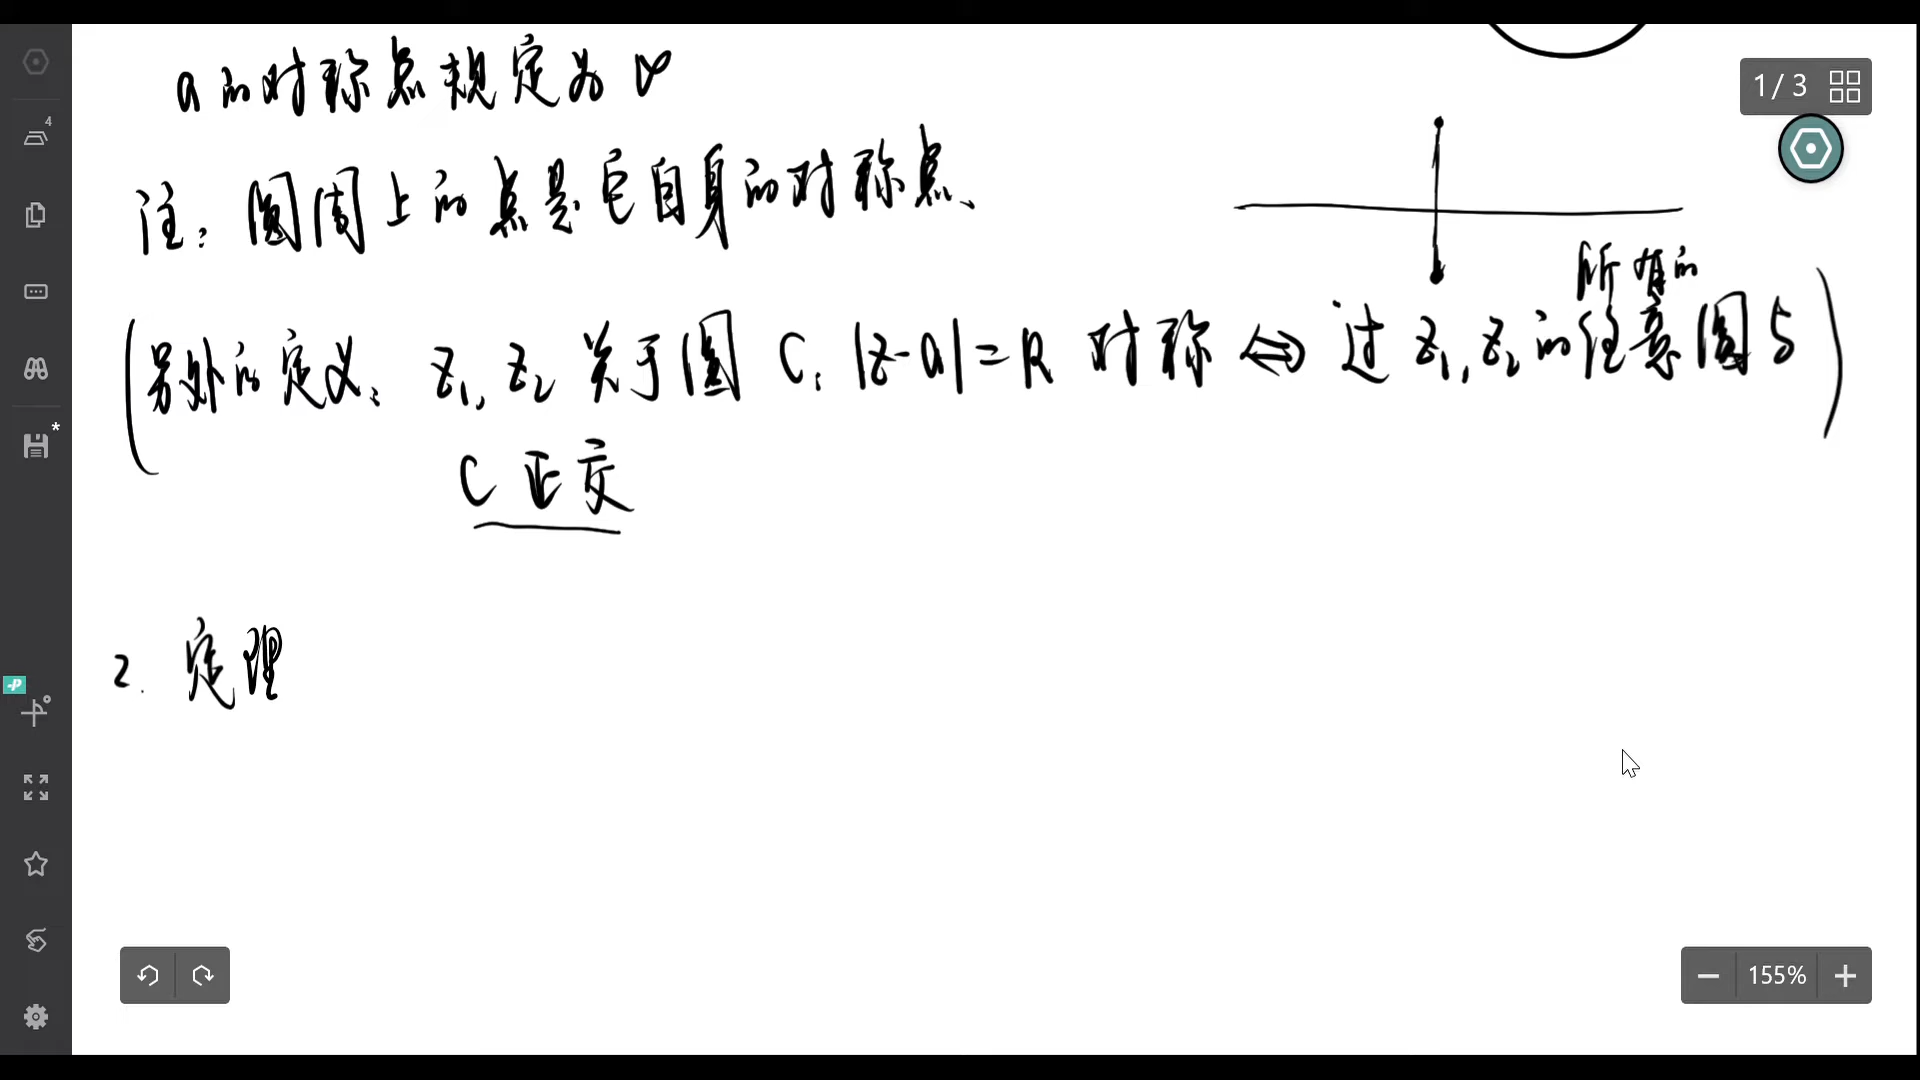 a的对称点规定为∞
1/3
注:圆周上的点是它自身的对称点、
4
所有的
(另外的定义: z₁, z₂ 关于圆 C: |z-a|=R 对称 ⇔ 过 z₁, z₂ 的任意圆与)
C 正交
2. 定理
155%